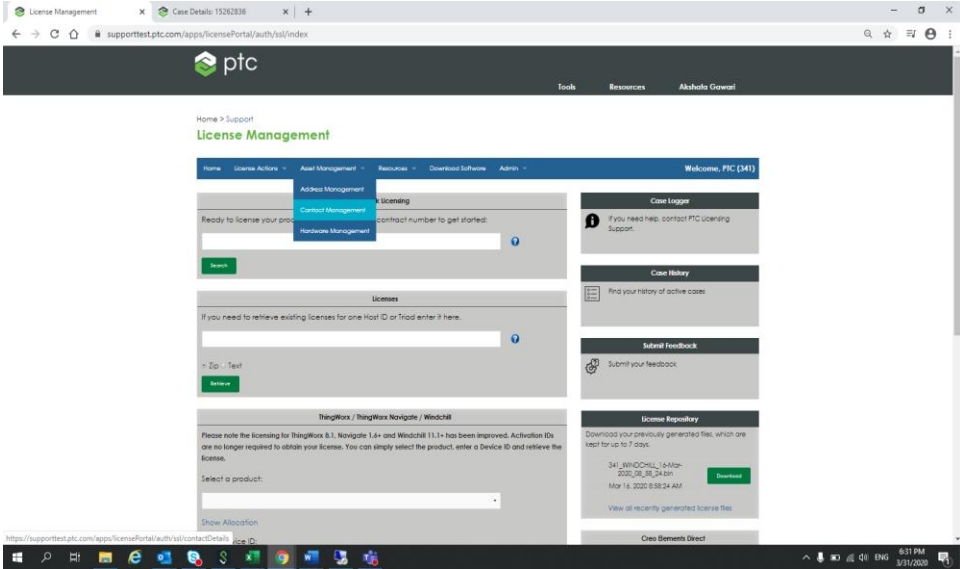 License Management
Case Details: 15262836
supporttest.ptc.com/apps/licensePortal/auth/ssl/index
ptc
Tools Resources Akshata Gawari
Home > Support
License Management
Home License Actions Asset Management Resources Download Software Admin Welcome, PTC (341)
Address Management
Contact Management
Hardware Management
Licensing
Ready to license your contract number to get started:
Search
Licenses
If you need to retrieve existing licenses for one Host ID or Triad enter it here.
Zip Text
Retrieve
ThingWorx / ThingWorx Navigate / Windchill
Please note the licensing for ThingWorx 8.1, Navigate 1.6+ and Windchill 11.1+ has been improved. Activation IDs
are no longer required to obtain your license. You can simply select the product, enter a Device ID and retrieve the
license.
Select a product:
Show Allocation
ID:
Case Logger
If you need help, contact PTC Licensing
Support.
Case History
Find your history of active cases
Submit Feedback
Submit your feedback
License Repository
Download your previously generated files, which are
kept for up to 7 days.
341_WINDCHILL_16-Mar-
2020_08_58_24.bin
Mar 16, 2020 8:58:24 AM
Download
View all recently generated license files
Creo Elements Direct
https://supporttest.ptc.com/apps/licensePortal/auth/ssl/contactDetails
ENG
6:31 PM
3/31/2020